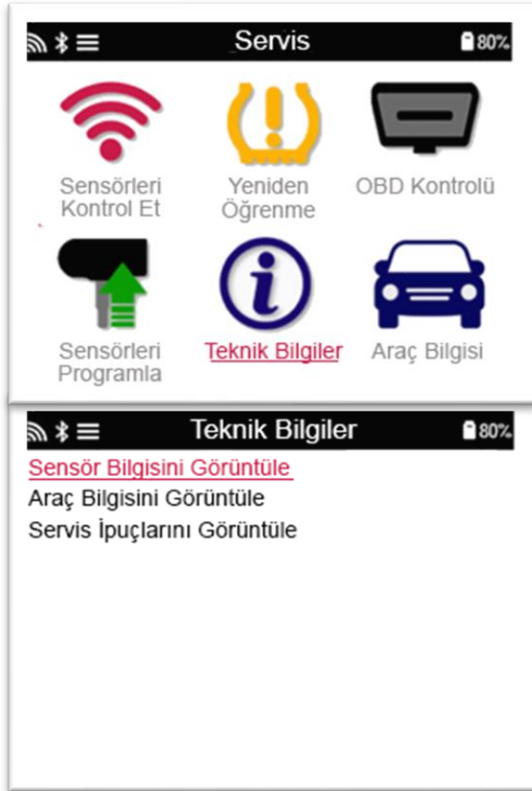 Servis
80%
Sensörleri
Kontrol Et
Yeniden
Öğrenme
OBD Kontrolü
Sensörleri
Programla
Teknik Bilgiler
Araç Bilgisi
Teknik Bilgiler
80%
Sensör Bilgisini Görüntüle
Araç Bilgisini Görüntüle
Servis İpuçlarını Görüntüle